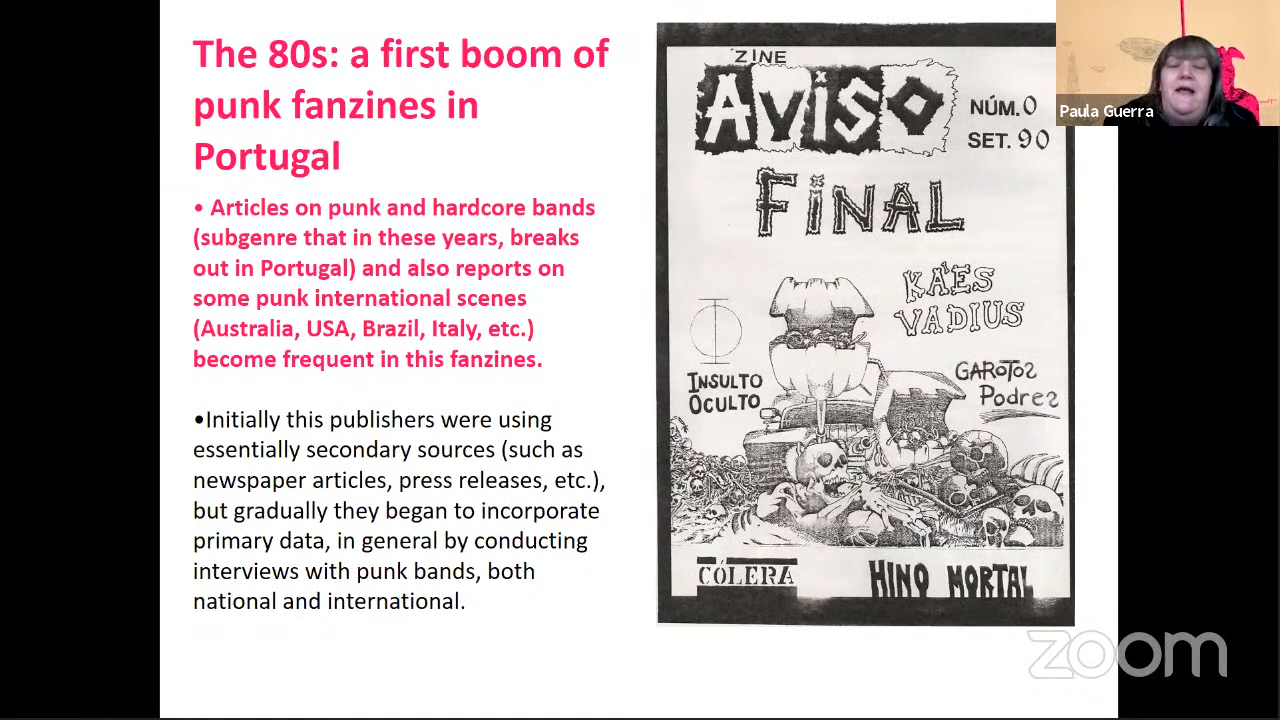 The 80s: a first boom of
punk fanzines in
Portugal
• Articles on punk and hardcore bands
(subgenre that in these years, breaks
out in Portugal) and also reports on
some punk international scenes
(Australia, USA, Brazil, Italy, etc.)
become frequent in this fanzines.
•Initially this publishers were using
essentially secondary sources (such as
newspaper articles, press releases, etc.),
but gradually they began to incorporate
primary data, in general by conducting
interviews with punk bands, both
national and international.
'ZINE
AViSO
NÚM.0
SET. 90
FiNAL
KÁES
VADIUS
INSULTO
OCULTO
GAROTOS
Podres
CÓLERA
HINO MORTAL
Paula Guerra
zoom